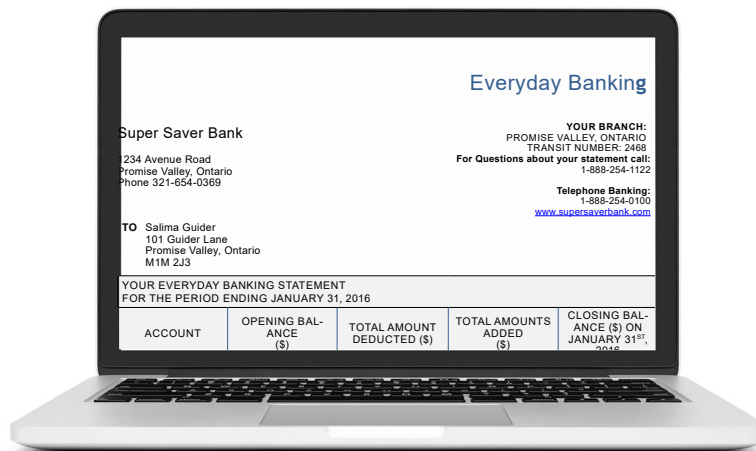 Everyday Banking
Super Saver Bank
1234 Avenue Road
Promise Valley, Ontario
Phone 321-654-0369
YOUR BRANCH:
PROMISE VALLEY, ONTARIO
TRANSIT NUMBER: 2468
For Questions about your statement call:
1-888-254-1122
Telephone Banking:
1-888-254-0100
www.supersaverbank.com
TO Salima Guider
101 Guider Lane
Promise Valley, Ontario
M1M 2J3
YOUR EVERYDAY BANKING STATEMENT
FOR THE PERIOD ENDING JANUARY 31, 2016
ACCOUNT
OPENING BAL-
ANCE
($)
TOTAL AMOUNT
DEDUCTED ($)
TOTAL AMOUNTS
ADDED
($)
CLOSING BAL-
ANCE ($) ON
JANUARY 31ST,
2016